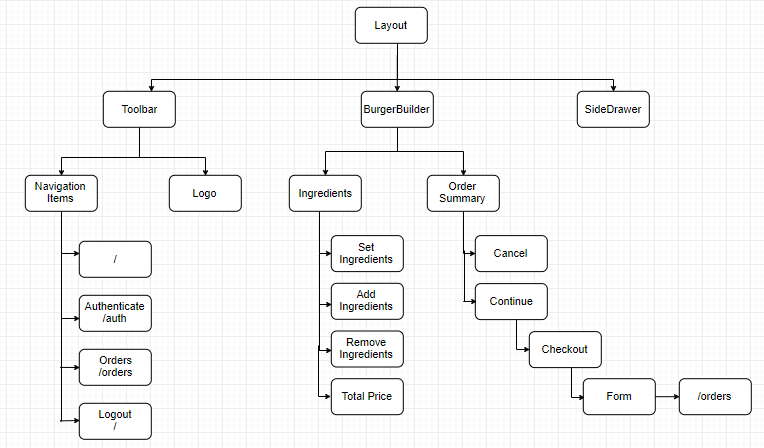 Layout
Toolbar
BurgerBuilder
SideDrawer
Navigation
Items
Logo
Ingredients
Order
Summary
/
Authenticate
/auth
Orders
/orders
Logout
/
Set
Ingredients
Add
Ingredients
Remove
Ingredients
Total Price
Cancel
Continue
Checkout
Form
/orders